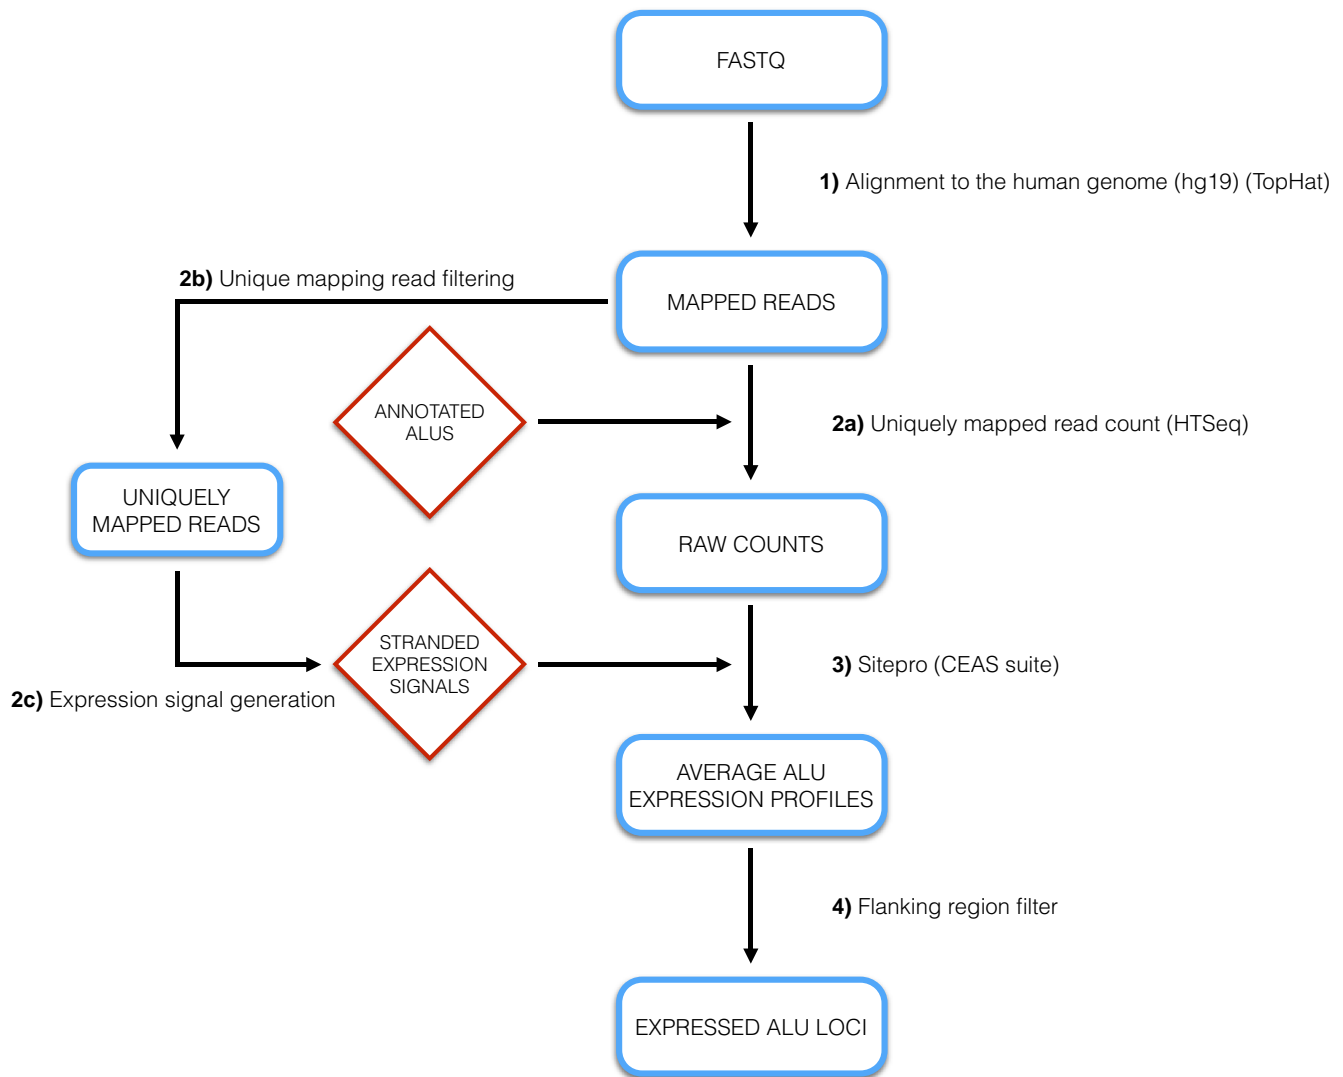 FASTQ
1) Alignment to the human genome (hg19) (TopHat)
2b) Unique mapping read filtering
MAPPED READS
ANNOTATED
ALUS
2a) Uniquely mapped read count (HTSeq)
UNIQUELY
MAPPED READS
RAW COUNTS
STRANDED
EXPRESSION
SIGNALS
3) Sitepro (CEAS suite)
2c) Expression signal generation
AVERAGE ALU
EXPRESSION PROFILES
4) Flanking region filter
EXPRESSED ALU LOCI